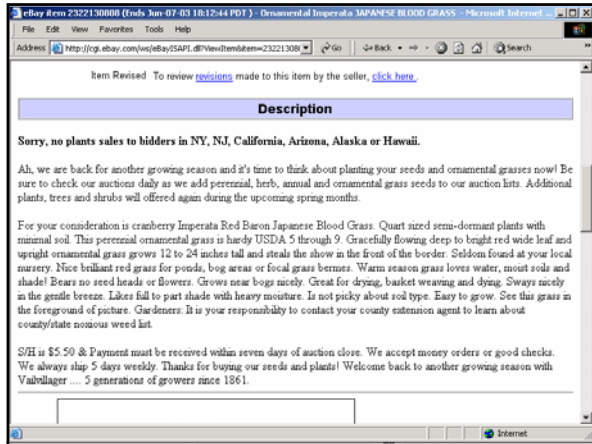 eBay item 2322130808 (Ends Jun-07-03 18:12:44 PDT ) - Ornamental Imperata JAPANESE BLOOD GRASS - Microsoft Internet ...
File Edit View Favorites Tools Help
Address http://cgi.ebay.com/ws/eBayISAPI.dll?ViewItem&item=23221308 Go Back Search »
Item Revised To review revisions made to this item by the seller, click here .
Description
Sorry, no plants sales to bidders in NY, NJ, California, Arizona, Alaska or Hawaii.
Ah, we are back for another growing season and it's time to think about planting your seeds and ornamental grasses now! Be
sure to check our auctions daily as we add perennial, herb, annual and ornamental grass seeds to our auction lists. Additional
plants, trees and shrubs will offered again during the upcoming spring months.
For your consideration is cranberry Imperata Red Baron Japanese Blood Grass. Quart sized semi-dormant plants with
minimal soil. This perennial ornamental grass is hardy USDA 5 through 9. Gracefully flowing deep to bright red wide leaf and
upright ornamental grass grows 12 to 24 inches tall and steals the show in the front of the border. Seldom found at your local
nursery. Nice brilliant red grass for ponds, bog areas or focal grass bermes. Warm season grass loves water, moist soils and
shade! Bears no seed heads or flowers. Grows near bogs nicely. Great for drying, basket weaving and dying. Sways nicely
in the gentle breeze. Likes full to part shade with heavy moisture. Is not picky about soil type. Easy to grow. See this grass in
the foreground of picture. Gardeners: It is your responsibility to contact your county extension agent to learn about
county/state noxious weed list.
S/H is $5.50 & Payment must be received within seven days of auction close. We accept money orders or good checks.
We always ship 5 days weekly. Thanks for buying our seeds and plants! Welcome back to another growing season with
Vailvillager .... 5 generations of growers since 1861.
Internet